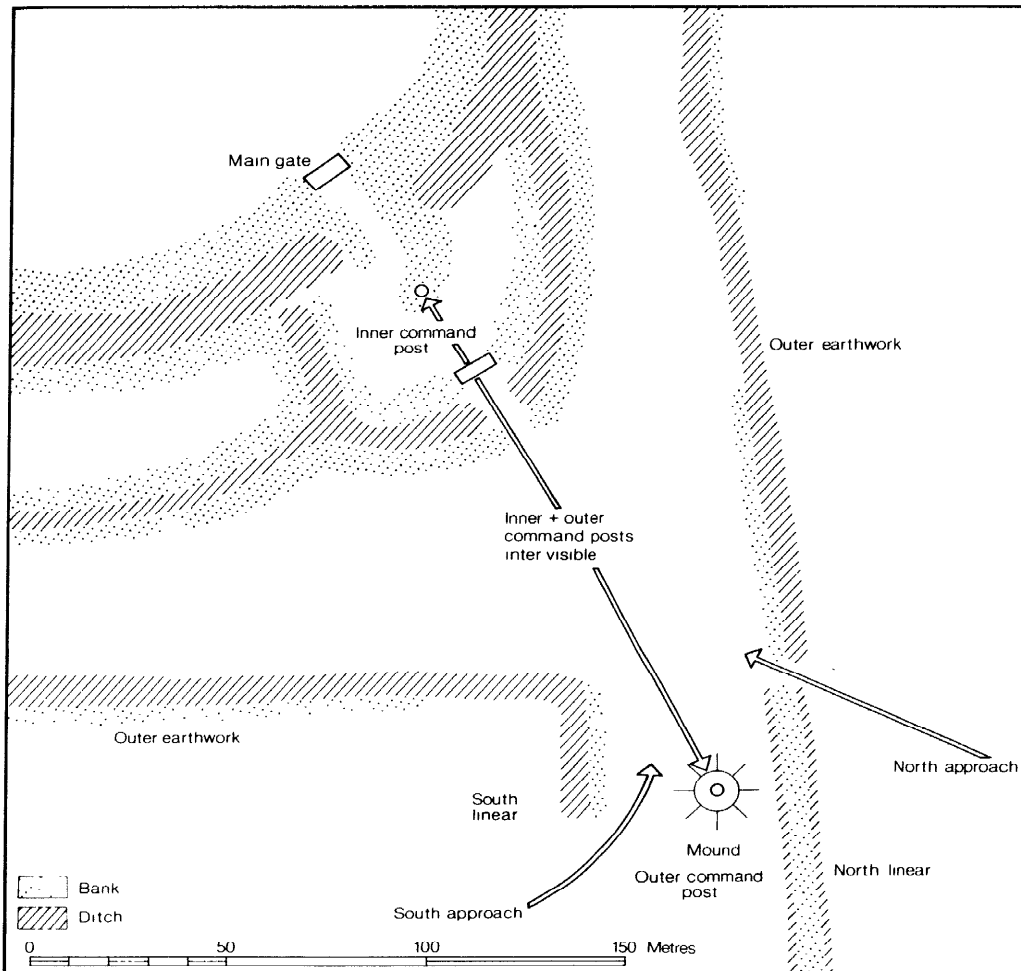 Main gate
Inner command
post
Outer earthwork
Inner + outer
command posts
inter visible
Outer earthwork
North approach
South
linear
Mound
Outer command
post
North linear
South approach
Bank
Ditch
0 50 100 150 Metres